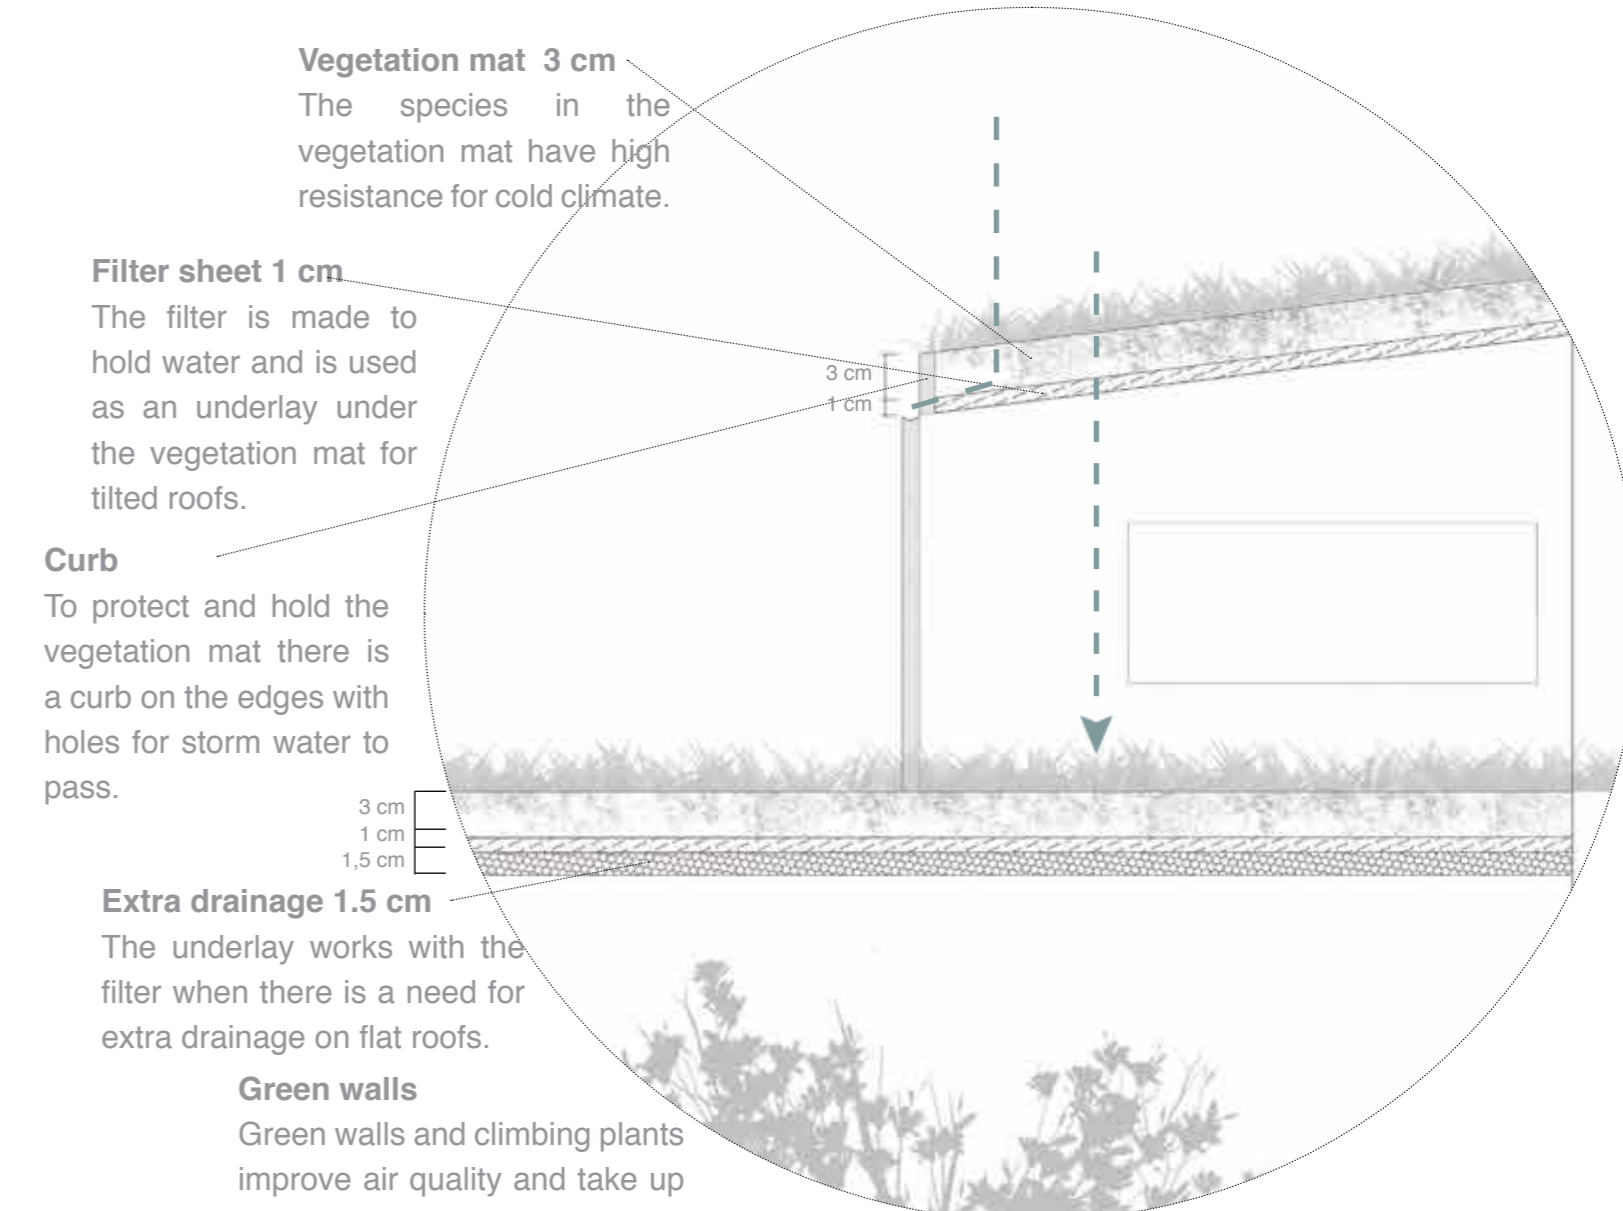 Vegetation mat  3 cm
The species in the
vegetation mat have high
resistance for cold climate.
Filter sheet 1 cm
The filter is made to
hold water and is used
as an underlay under
the vegetation mat for
tilted roofs.
3 cm
1 cm
Curb
To protect and hold the
vegetation mat there is
a curb on the edges with
holes for storm water to
pass.
3 cm
1 cm
1,5 cm
Extra drainage 1.5 cm
The underlay works with the
filter when there is a need for
extra drainage on flat roofs.
Green walls
Green walls and climbing plants
improve air quality and take up